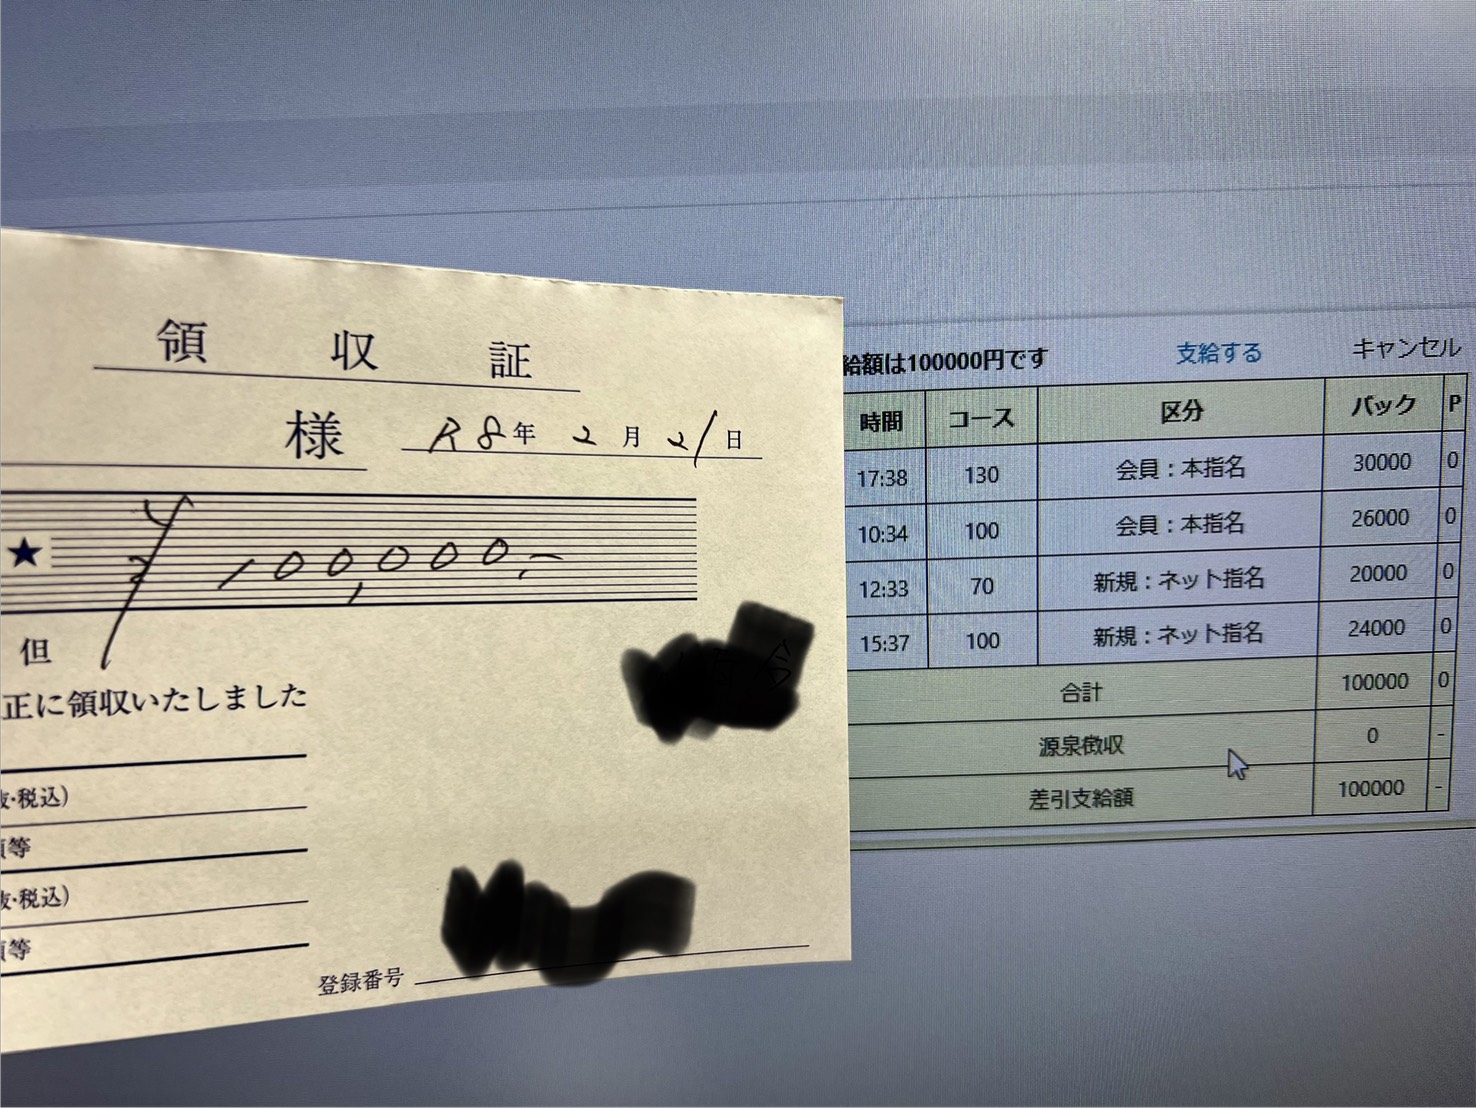 領 収 証
様 R8年 2月 21日
★ ¥100,000.-
但
正に領収いたしました
税込)
等
税込)
等
登録番号
給額は100000円です 支給する キャンセル
時間 コース 区分 バック P
17:38 130 会員：本指名 30000 0
10:34 100 会員：本指名 26000 0
12:33 70 新規：ネット指名 20000 0
15:37 100 新規：ネット指名 24000 0
合計 100000 0
源泉徴収 0 -
差引支給額 100000 -